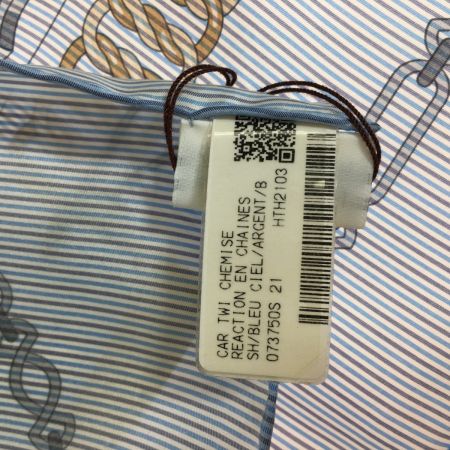 CAR TWI CHEMISE
REACTION EN CHAINES
SH/BLEU CIEL/ARGENT/B
073750S 21 HTH2103